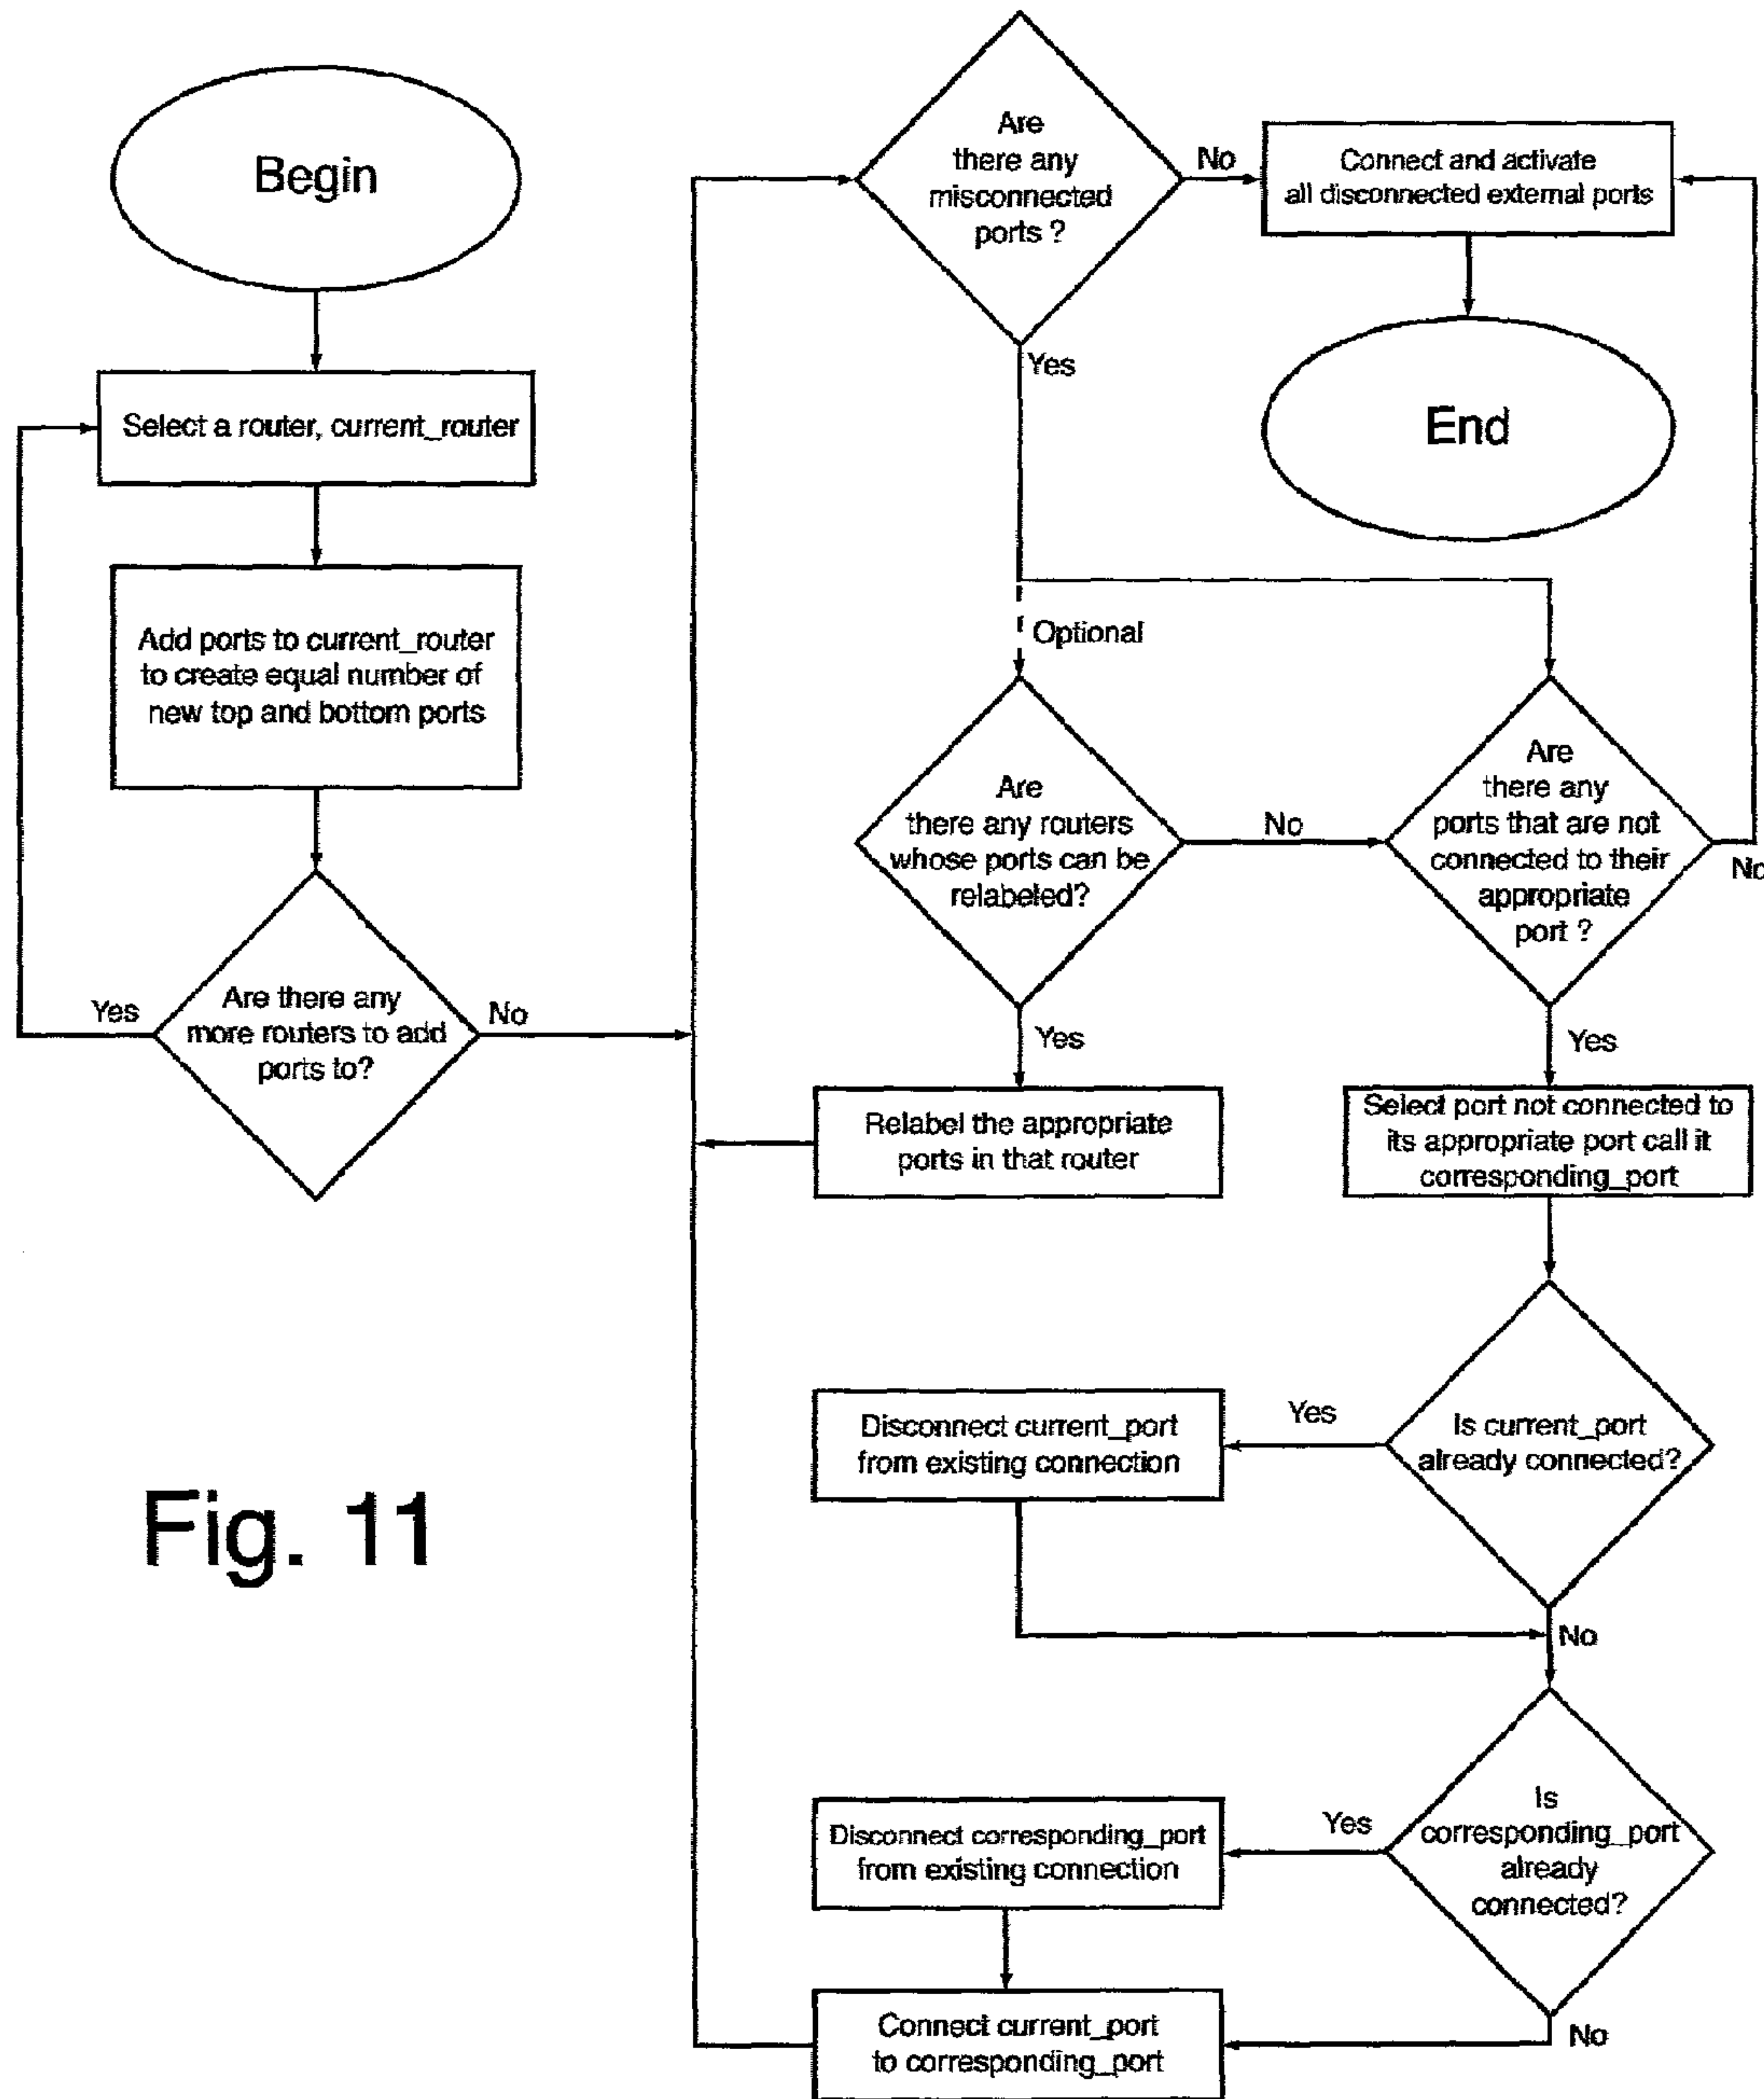 Begin
Select a router, current_router
Add ports to current_router
to create equal number of
new top and bottom ports
Are there any
more routers to add
ports to?
Yes
No
Are
there any
misconnected
ports ?
No
Yes
Connect and activate
all disconnected external ports
End
Optional
Are
there any routers
whose ports can be
relabeled?
No
Yes
Are
there any
ports that are not
connected to their
appropriate
port ?
No
Yes
Relabel the appropriate
ports in that router
Select port not connected to
its appropriate port call it
corresponding_port
Is current_port
already connected?
Yes
No
Disconnect current_port
from existing connection
Is
corresponding_port
already
connected?
Yes
No
Disconnect corresponding_port
from existing connection
Connect current_port
to corresponding_port
Fig. 11